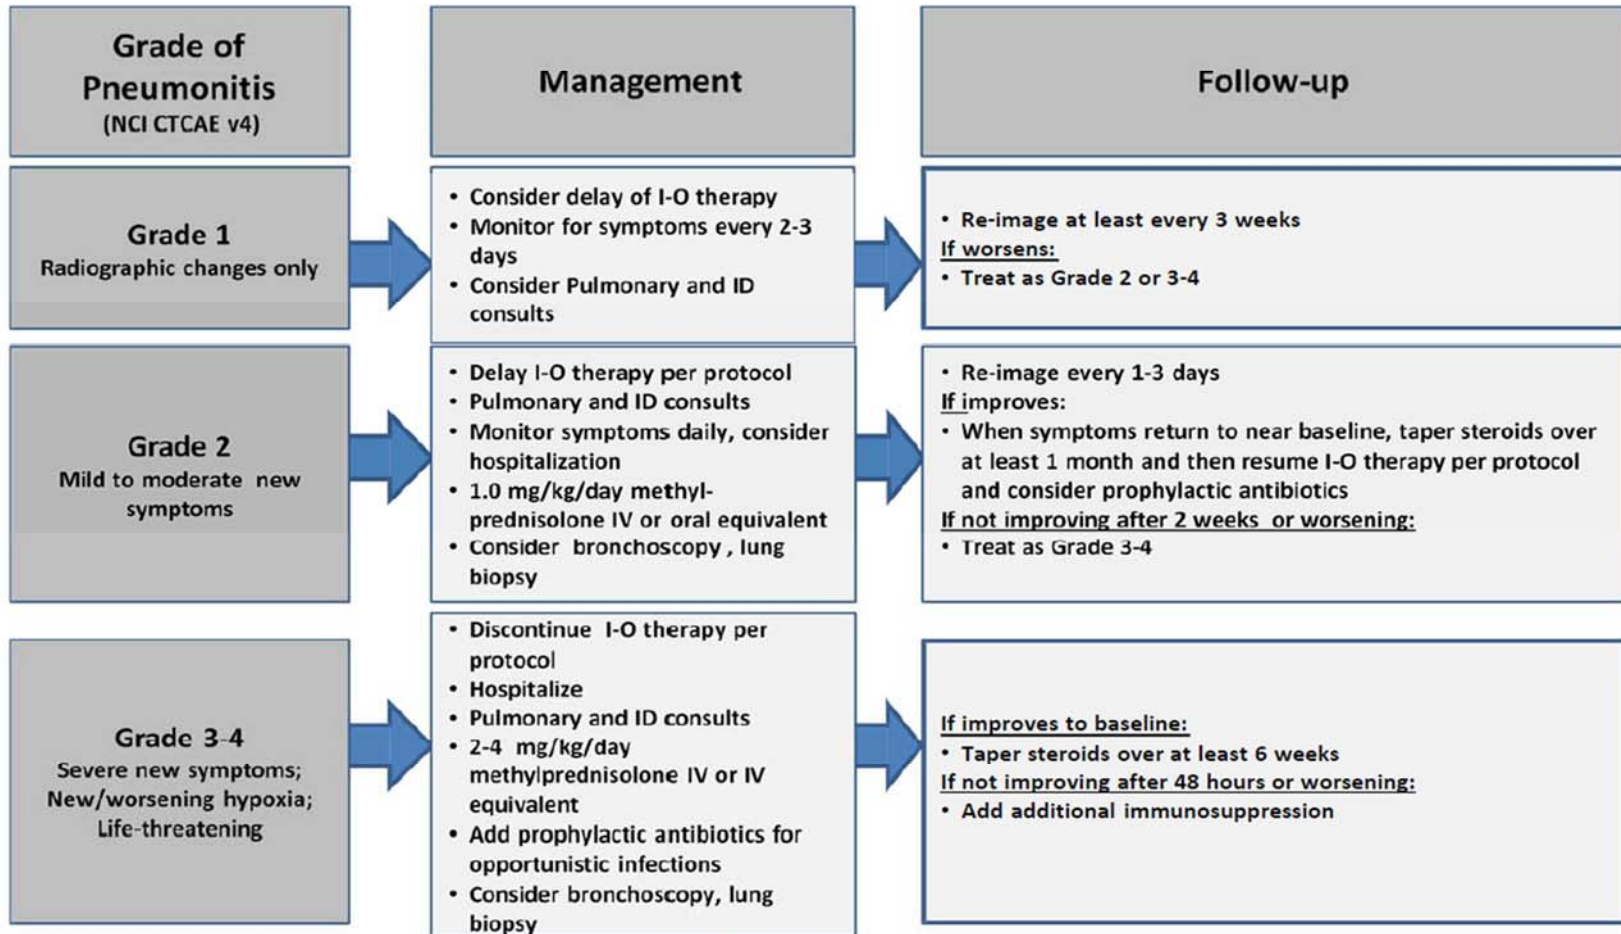 Grade of
Pneumonitis
(NCI CTCAE v4)
Management
Follow-up
Grade 1
Radiographic changes only
• Consider delay of I-O therapy
• Monitor for symptoms every 2-3
days
• Consider Pulmonary and ID
consults
• Re-image at least every 3 weeks
If worsens:
• Treat as Grade 2 or 3-4
Grade 2
Mild to moderate new
symptoms
• Delay I-O therapy per protocol
• Pulmonary and ID consults
• Monitor symptoms daily, consider
hospitalization
• 1.0 mg/kg/day methyl-
prednisolone IV or oral equivalent
• Consider bronchoscopy , lung
biopsy
• Re-image every 1-3 days
If improves:
• When symptoms return to near baseline, taper steroids over
at least 1 month and then resume I-O therapy per protocol
and consider prophylactic antibiotics
If not improving after 2 weeks or worsening:
• Treat as Grade 3-4
Grade 3-4
Severe new symptoms;
New/worsening hypoxia;
Life-threatening
• Discontinue I-O therapy per
protocol
• Hospitalize
• Pulmonary and ID consults
• 2-4 mg/kg/day
methylprednisolone IV or IV
equivalent
• Add prophylactic antibiotics for
opportunistic infections
• Consider bronchoscopy, lung
biopsy
If improves to baseline:
• Taper steroids over at least 6 weeks
If not improving after 48 hours or worsening:
• Add additional immunosuppression